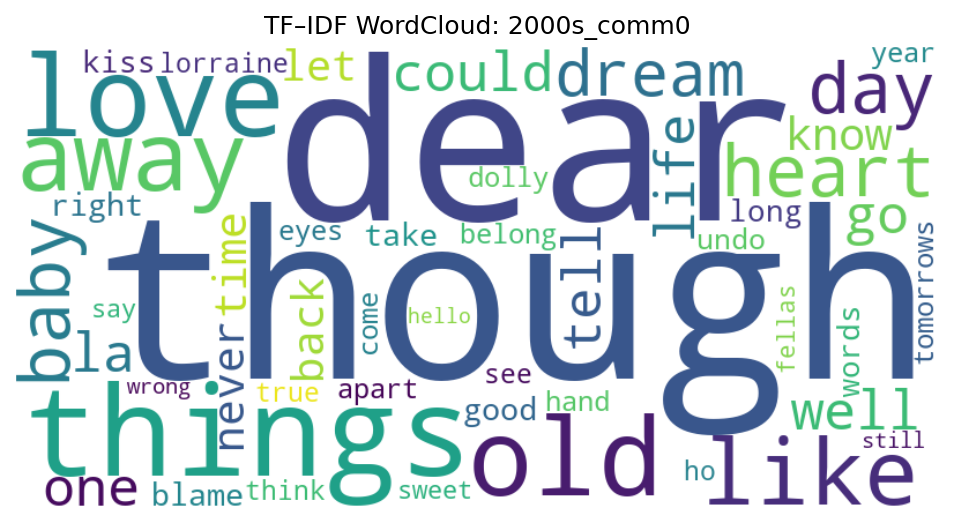 TF–IDF WordCloud: 2000s_comm0
kiss lorraine let could dream year
love dear day
away know
life heart
dolly
right long go
baby time eyes take belong tell undo tomorrows
though
say back come hello fellas words
la never
wrong true apart see
things good hand well
old like still
one blame think sweet ho